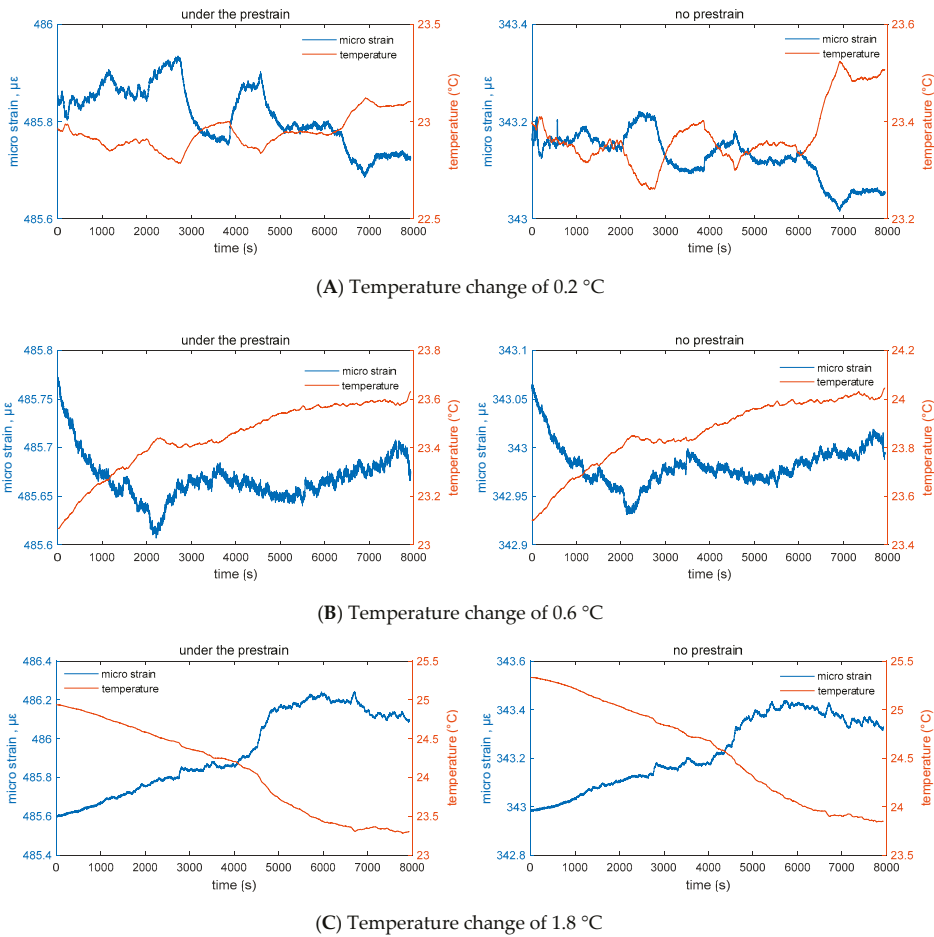 under the prestrain
no prestrain
486
485.8
485.6
micro strain , με
23.5
23
22.5
temperature (°C)
micro strain
temperature
0 1000 2000 3000 4000 5000 6000 7000 8000
time (s)
343.4
343.2
343
micro strain , με
23.6
23.4
23.2
temperature (°C)
micro strain
temperature
0 1000 2000 3000 4000 5000 6000 7000 8000
time (s)
(A) Temperature change of 0.2 °C
under the prestrain
no prestrain
485.8
485.75
485.7
485.65
485.6
micro strain , με
23.8
23.6
23.4
23.2
23
temperature (°C)
micro strain
temperature
0 1000 2000 3000 4000 5000 6000 7000 8000
time (s)
343.1
343.05
343
342.95
342.9
micro strain , με
24.2
24
23.8
23.6
23.4
temperature (°C)
micro strain
temperature
0 1000 2000 3000 4000 5000 6000 7000 8000
time (s)
(B) Temperature change of 0.6 °C
under the prestrain
no prestrain
486.4
486.2
486
485.8
485.6
485.4
micro strain , με
25.5
25
24.5
24
23.5
23
temperature (°C)
micro strain
temperature
0 1000 2000 3000 4000 5000 6000 7000 8000
time (s)
343.6
343.4
343.2
343
342.8
micro strain , με
25.5
25
24.5
24
23.5
temperature (°C)
micro strain
temperature
0 1000 2000 3000 4000 5000 6000 7000 8000
time (s)
(C) Temperature change of 1.8 °C